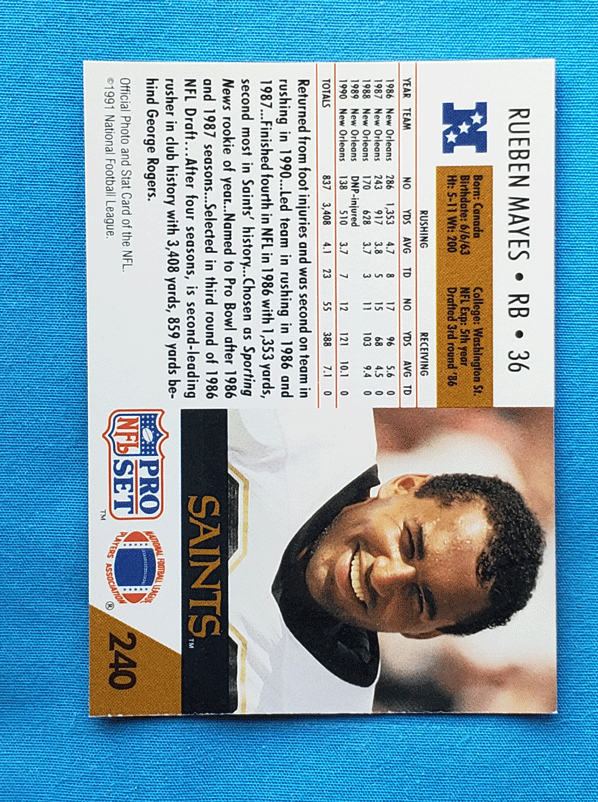 RUEBEN MAYES • RB • 36
N
Born: Canada
Birthdate: 6/6/63
Ht: 5-11 Wt: 200
College: Washington St.
NFL Exp: 5th year
Drafted 3rd round '86
RUSHING RECEIVING
YEAR TEAM NO YDS AVG TD NO YDS AVG TD
1986 New Orleans 286 1,353 4.7 8 17 96 5.6 0
1987 New Orleans 243 917 3.8 5 15 68 4.5 0
1988 New Orleans 170 628 3.7 3 11 103 9.4 0
1989 New Orleans DNP-injured
1990 New Orleans 138 510 3.7 7 12 121 10.1 0
TOTALS 837 3,408 4.1 23 55 388 7.1 0
Returned from foot injuries and was second on team in
rushing in 1990...Led team in rushing in 1986 and
1987...Finished fourth in NFL in 1986 with 1,353 yards,
second most in Saints' history...Chosen as Sporting
News rookie of year...Named to Pro Bowl after 1986
and 1987 seasons...Selected in third round of 1986
NFL Draft...After four seasons, is second-leading
rusher in club history with 3,408 yards, 859 yards be-
hind George Rogers.
Official Photo and Stat Card of the NFL.
©1991 National Football League.
SAINTS™
NFL PRO SET™
NATIONAL FOOTBALL LEAGUE PLAYERS ASSOCIATION ®
240